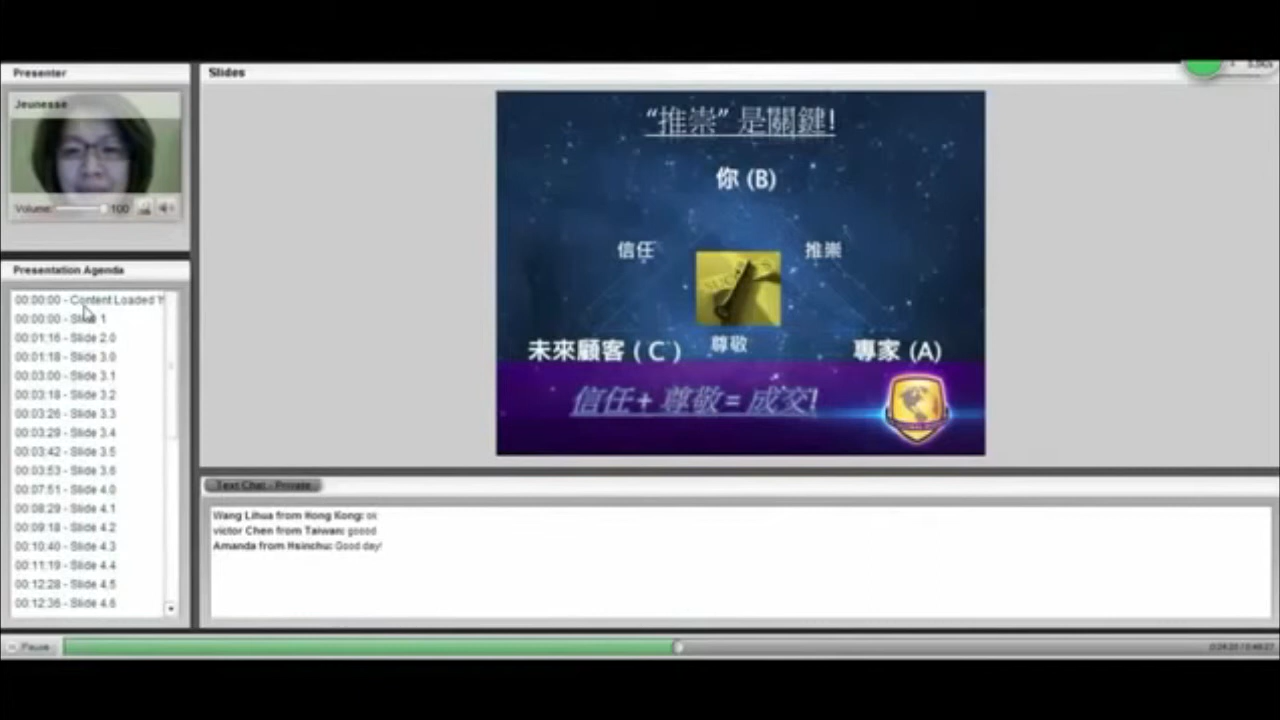 Presenter
Slides
Jeunesse
Volume: 100
Presentation Agenda
00:00:00 - Content Loaded
00:00:00 - Slide 1
00:01:16 - Slide 2.0
00:01:18 - Slide 3.0
00:03:00 - Slide 3.1
00:03:18 - Slide 3.2
00:03:26 - Slide 3.3
00:03:29 - Slide 3.4
00:03:42 - Slide 3.5
00:03:53 - Slide 3.6
00:07:51 - Slide 4.0
00:08:29 - Slide 4.1
00:09:18 - Slide 4.2
00:10:40 - Slide 4.3
00:11:19 - Slide 4.4
00:12:28 - Slide 4.5
00:12:36 - Slide 4.6
“推崇” 是關鍵!
你 (B)
信任
推崇
未來顧客 ( C )
尊敬
專家 (A)
信任+ 尊敬= 成交!
Text Chat - Private
Wang Lihua from Hong Kong: ok
victor Chen from Taiwan: goood
Amanda from Hsinchu: Good day!
Pause